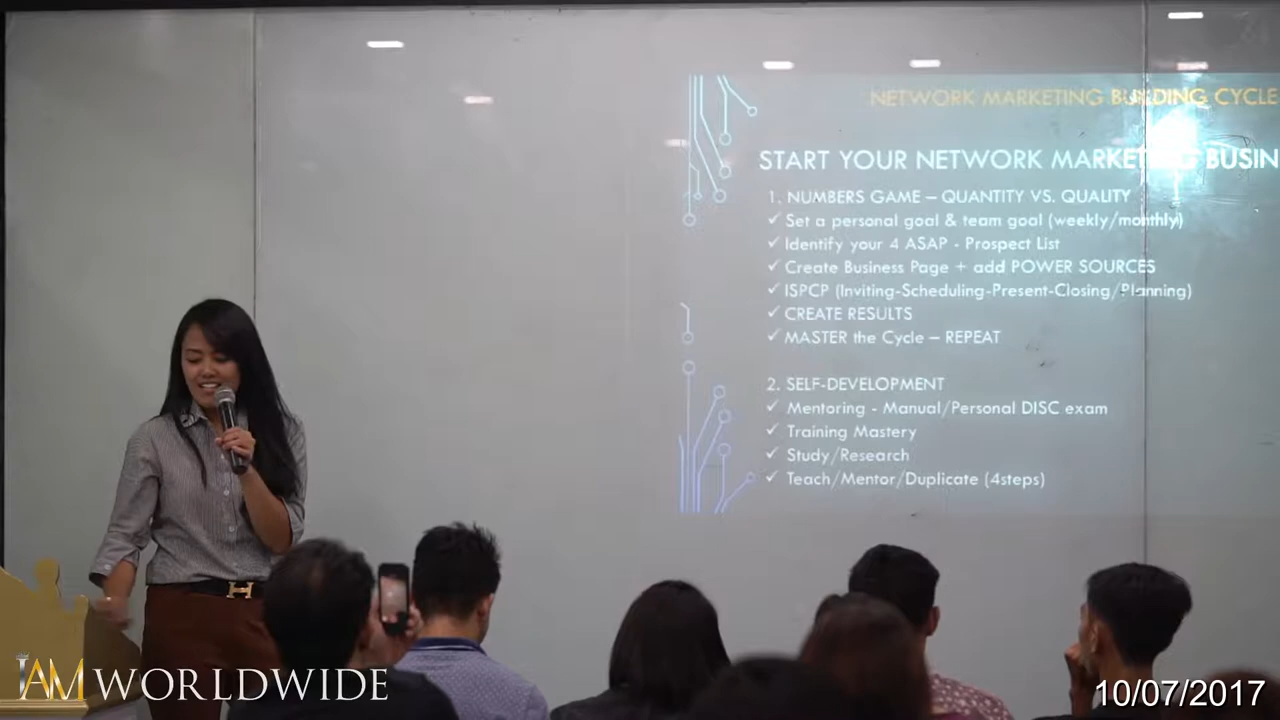 NETWORK MARKETING BUILDING CYCLE
START YOUR NETWORK MARKETING BUSIN
1. NUMBERS GAME – QUANTITY VS. QUALITY
✓ Set a personal goal & team goal (weekly/monthly)
✓ Identify your 4 ASAP - Prospect List
✓ Create Business Page + add POWER SOURCES
✓ ISPCP (Inviting-Scheduling-Present-Closing/Planning)
✓ CREATE RESULTS
✓ MASTER the Cycle – REPEAT
2. SELF-DEVELOPMENT
✓ Mentoring - Manual/Personal DISC exam
✓ Training Mastery
✓ Study/Research
✓ Teach/Mentor/Duplicate (4steps)
IAM WORLDWIDE
10/07/2017